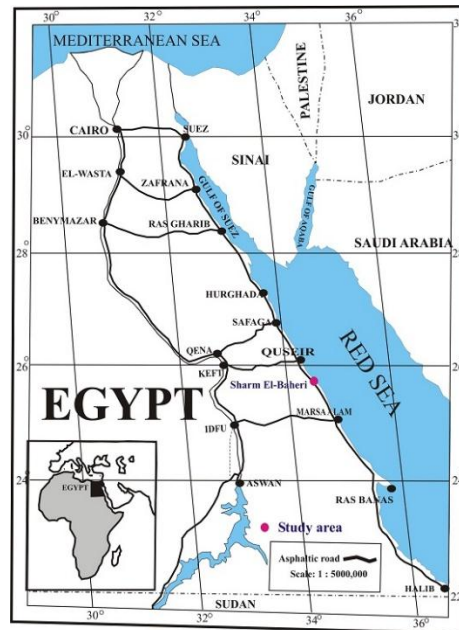 30° 32° 34° 36°
MEDITERRANEAN SEA
PALESTINE
JORDAN
30
CAIRO
SUEZ
SINAI
EL-WASTA
ZAFRANA
GULF OF SUEZ
GULF OF AQABA
BENYMAZAR
RAS GHARIB
SAUDI ARABIA
28
HURGHADA
SAFAGA
RED SEA
QENA
QUSEIR
26
KEFT
Sharm El-Baheri
EGYPT
MARSA ALAM
IDFU
24
ASWAN
EGYPT
RAS BANAS
Study area
Asphaltic road
Scale: 1 : 5000,000
HALIB
22
SUDAN
30° 32° 34° 36°